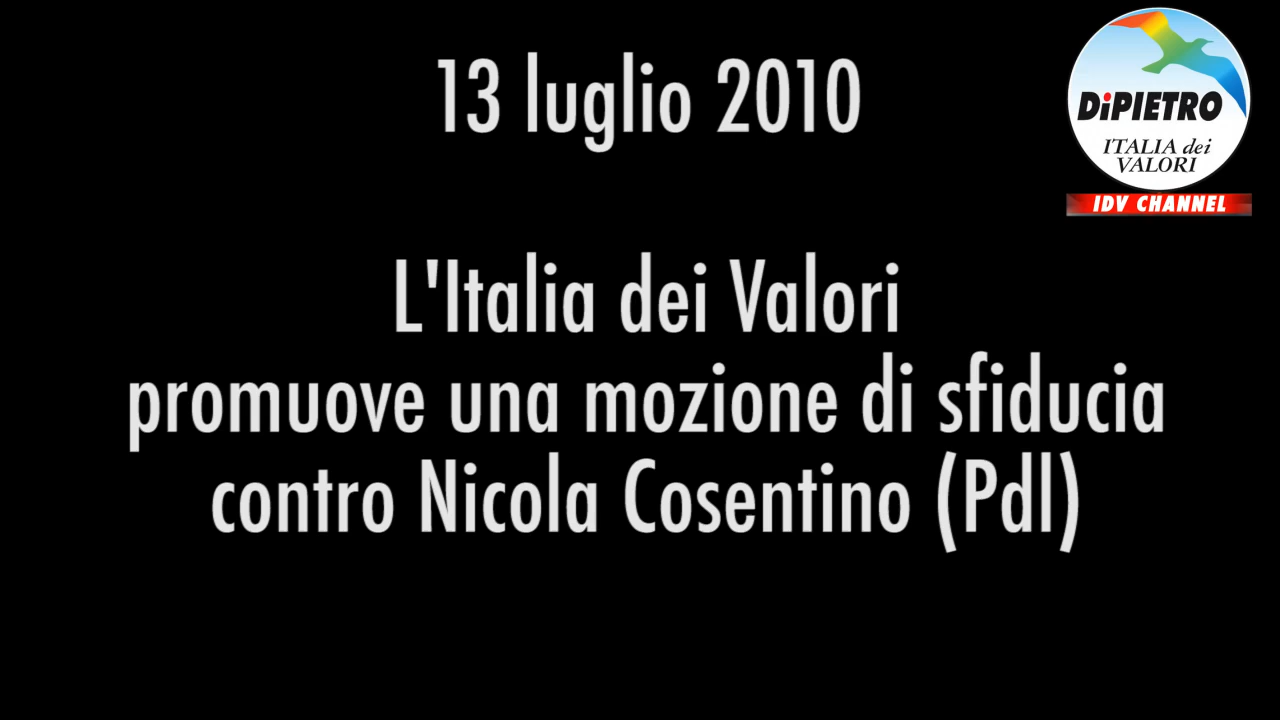 13 luglio 2010
DiPIETRO
ITALIA dei
VALORI
IDV CHANNEL
L'Italia dei Valori
promuove una mozione di sfiducia
contro Nicola Cosentino (Pdl)